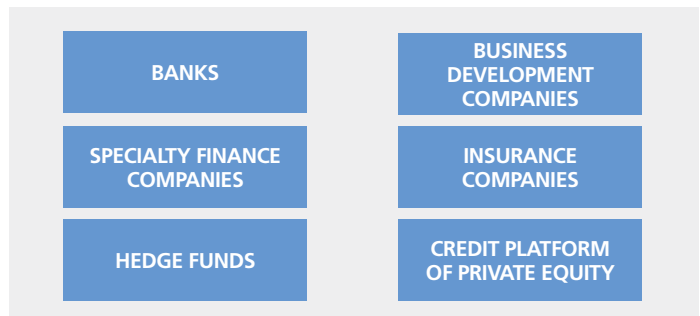 BANKS
BUSINESS
DEVELOPMENT
COMPANIES
SPECIALTY FINANCE
COMPANIES
INSURANCE
COMPANIES
HEDGE FUNDS
CREDIT PLATFORM
OF PRIVATE EQUITY